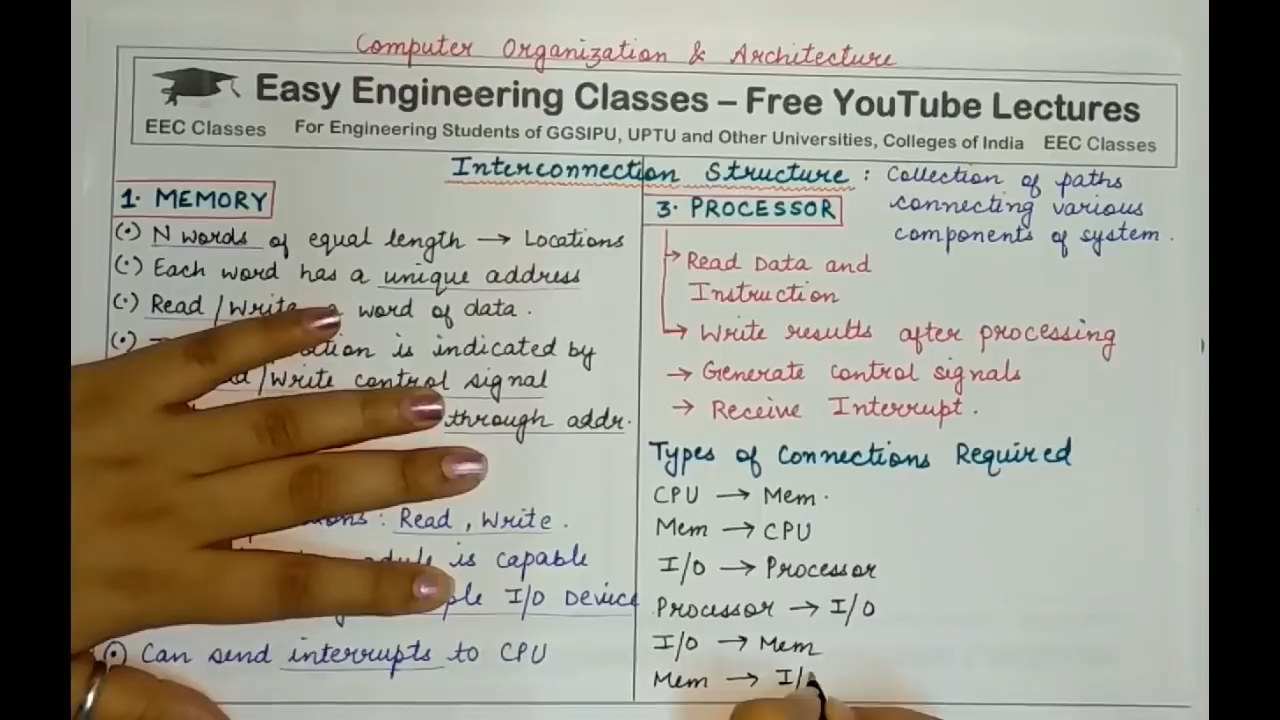 Computer Organization & Architecture
Easy Engineering Classes – Free YouTube Lectures
EEC Classes For Engineering Students of GGSIPU, UPTU and Other Universities, Colleges of India EEC Classes
Interconnection Structure : Collection of paths
connecting various
components of system.
1. MEMORY
(•) N words of equal length → Locations
(•) Each word has a unique address
(•) Read / Write word of data.
(•) is indicated by
/Write control signal
through addr.
: Read, Write.
is capable
I/O Device
Can send interrupts to CPU
3. PROCESSOR
→ Read Data and
Instruction
→ Write results after processing
→ Generate control signals
→ Receive Interrupt.
Types of Connections Required
CPU → Mem.
Mem → CPU
I/O → Processor
Processor → I/O
I/O → Mem
Mem → I/